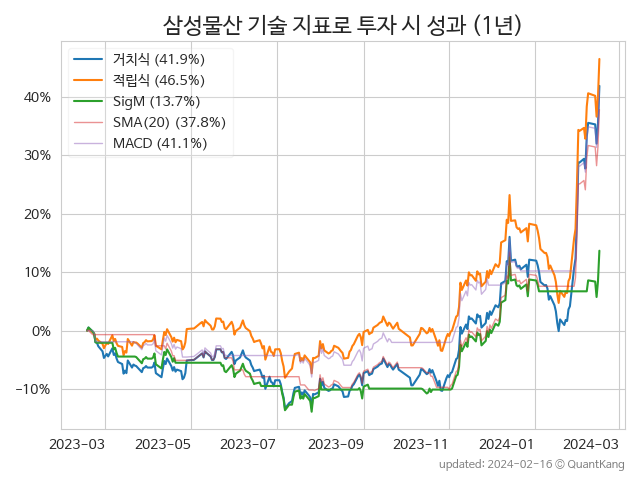 삼성물산 기술 지표로 투자 시 성과 (1년)
거치식 (41.9%)
적립식 (46.5%)
SigM (13.7%)
SMA(20) (37.8%)
MACD (41.1%)
40%
30%
20%
10%
0%
−10%
2023-03 2023-05 2023-07 2023-09 2023-11 2024-01 2024-03
updated: 2024-02-16 © QuantKang